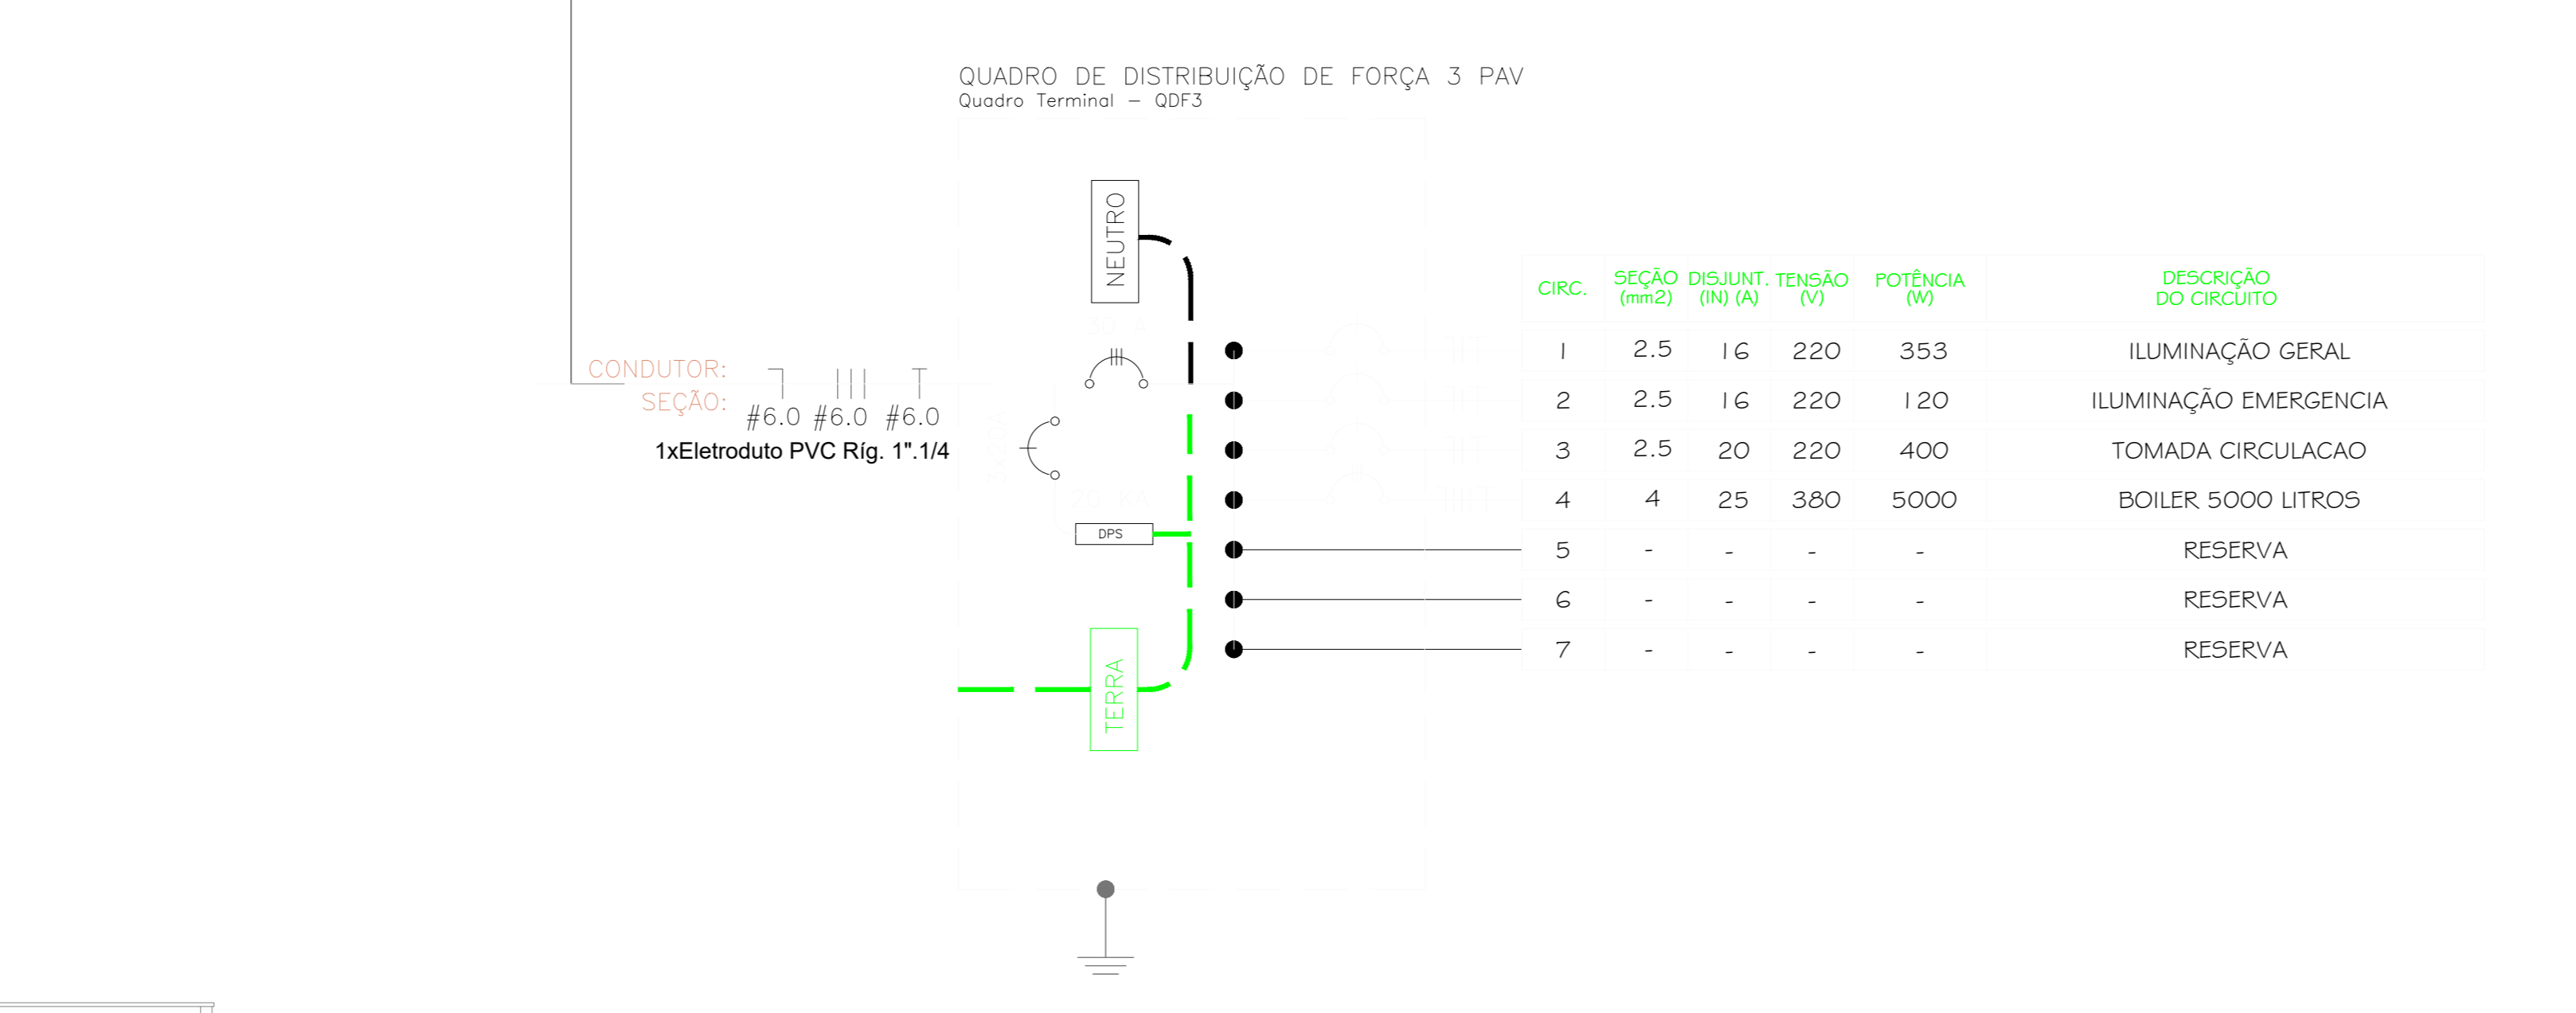 QUADRO DE DISTRIBUIÇÃO DE FORÇA 3 PAV
Quadro Terminal - QDF3
NEUTRO
30 A
CONDUTOR:
SEÇÃO:
#6.0 #6.0 #6.0
1xEletroduto PVC Ríg. 1".1/4
20 KA
DPS
TERRA
CIRC. SEÇÃO (mm2) DISJUNT. (IN) (A) TENSÃO (V) POTÊNCIA (W) DESCRIÇÃO DO CIRCUITO
1 2.5 16 220 353 ILUMINAÇÃO GERAL
2 2.5 16 220 120 ILUMINAÇÃO EMERGENCIA
3 2.5 20 220 400 TOMADA CIRCULACAO
4 4 25 380 5000 BOILER 5000 LITROS
5 - - - - RESERVA
6 - - - - RESERVA
7 - - - - RESERVA